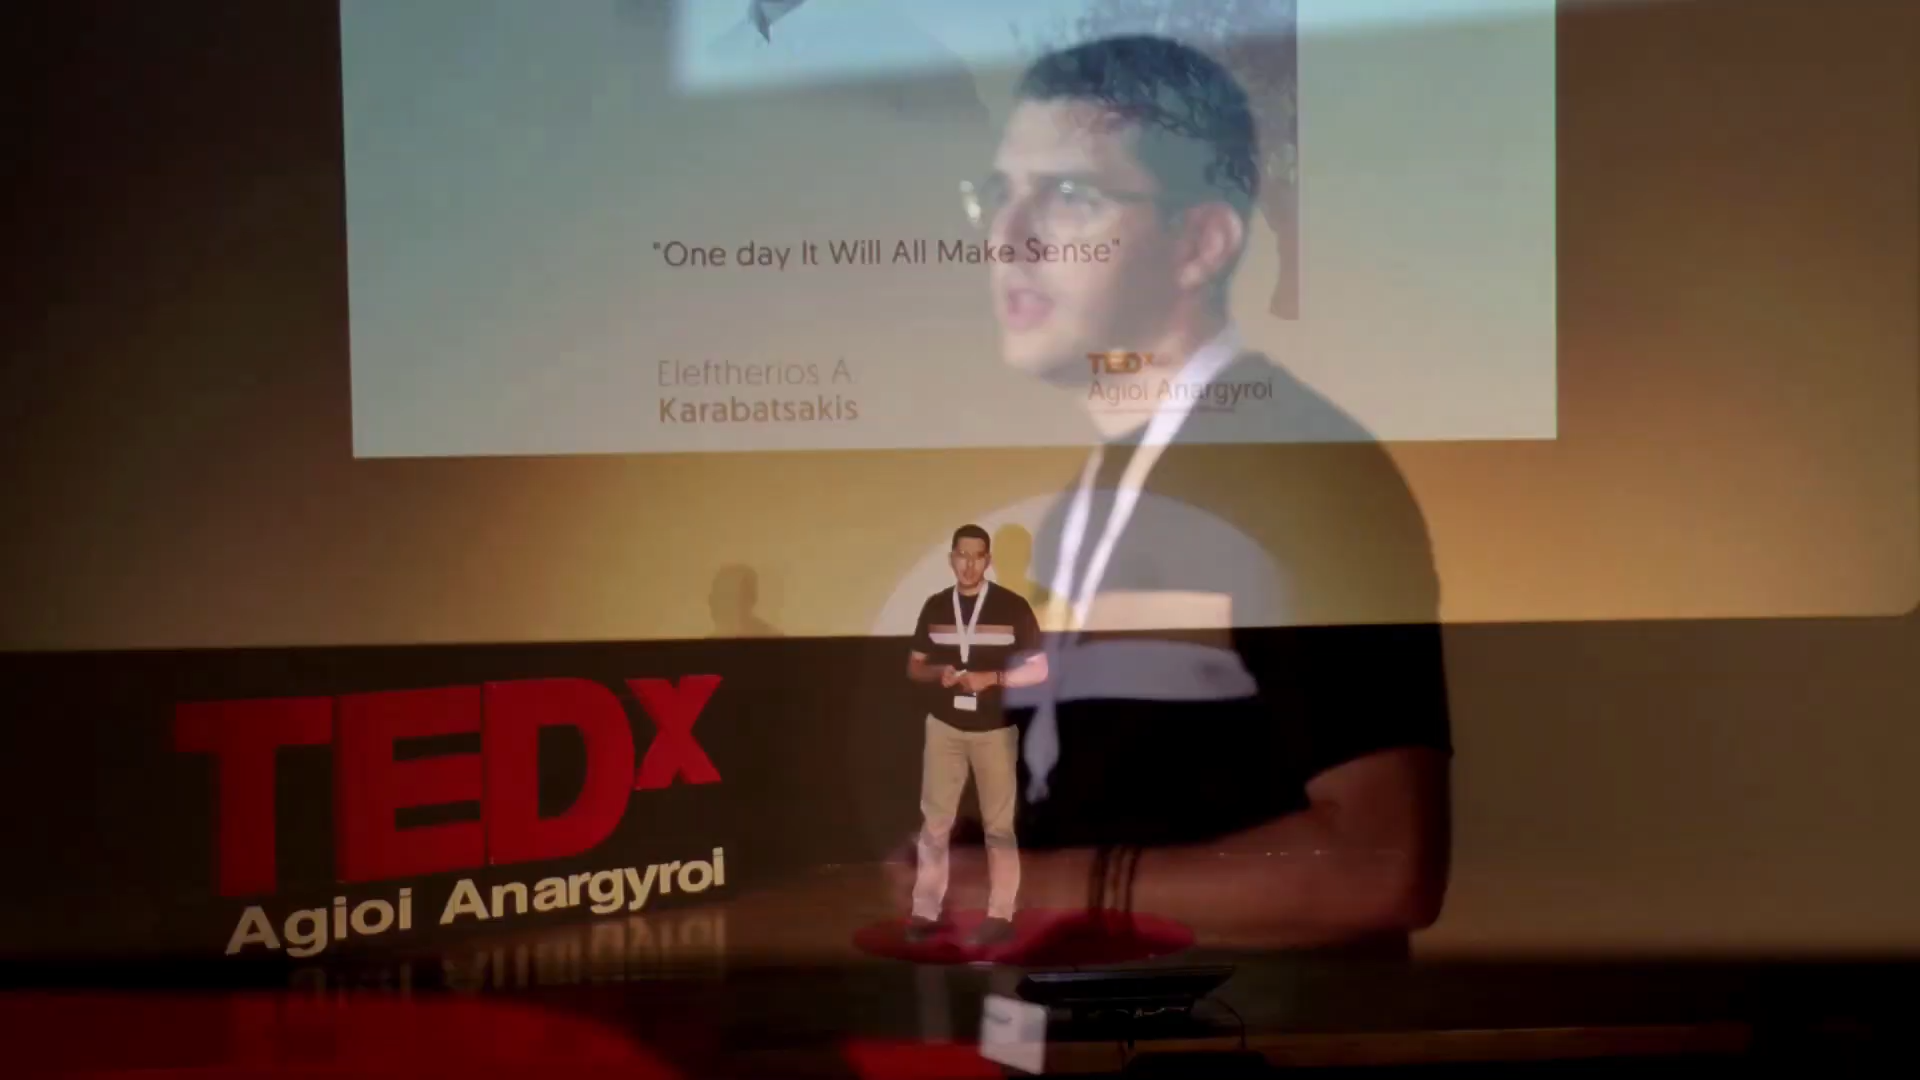 "One day It Will All Make Sense"
Eleftherios A
Karabatsakis
TEDx
Agioi Anargyroi
TEDx
Agioi Anargyroi